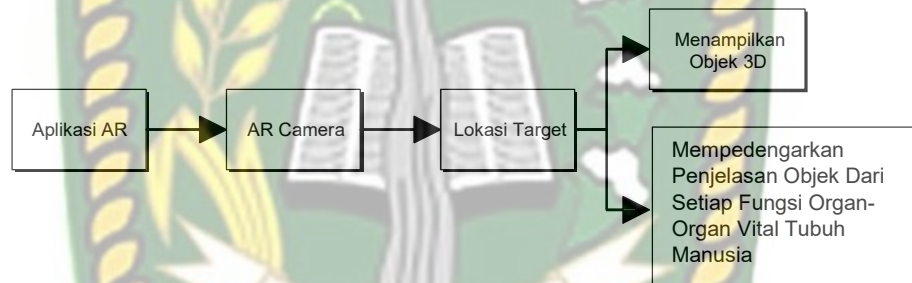 Aplikasi AR
AR Camera
Lokasi Target
Menampilkan
Objek 3D
Mempedengarkan
Penjelasan Objek Dari
Setiap Fungsi Organ-
Organ Vital Tubuh
Manusia